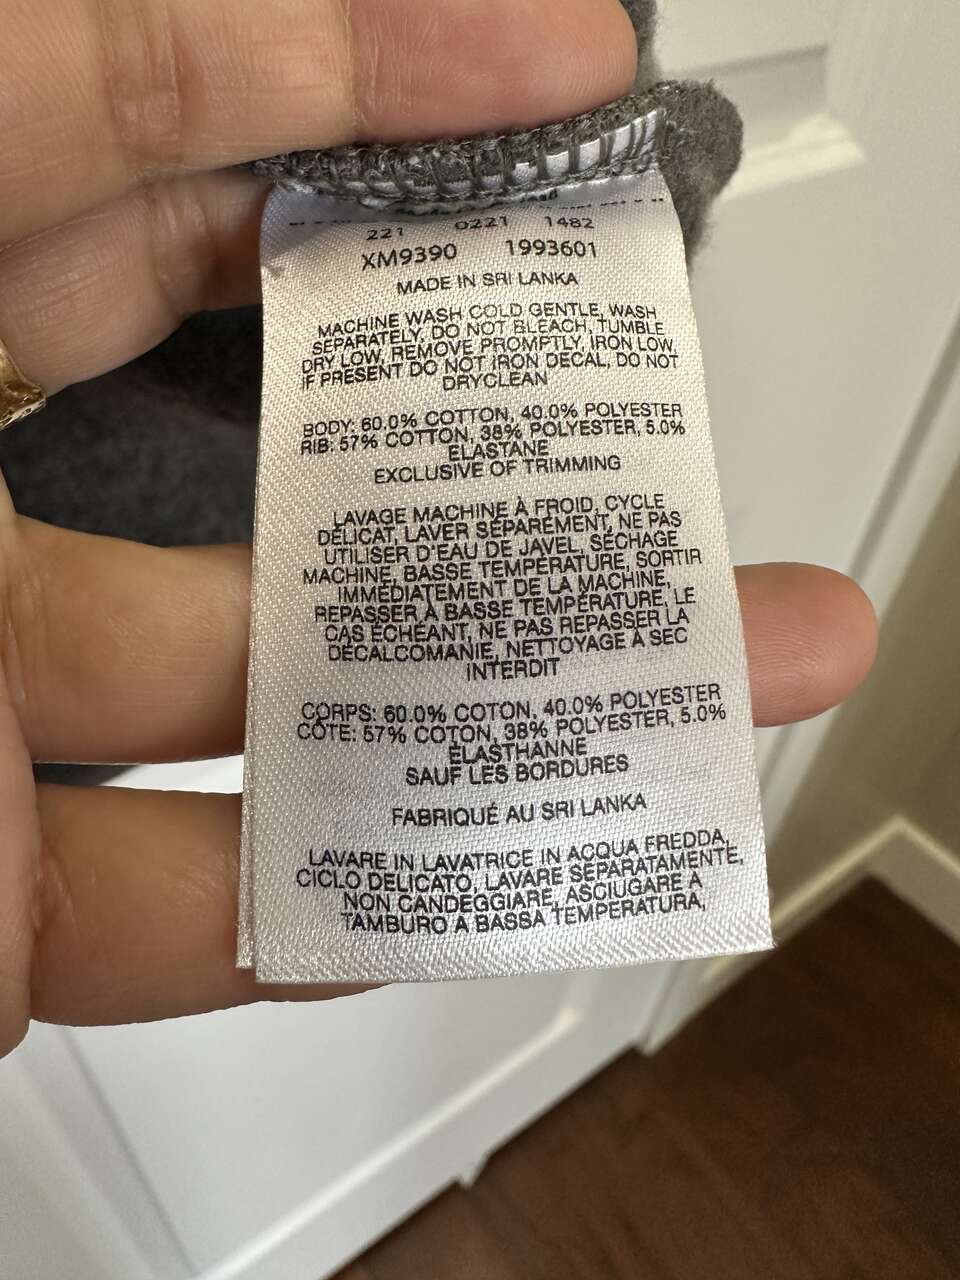 221 0221 1482
XM9390 1993601
MADE IN SRI LANKA
MACHINE WASH COLD GENTLE, WASH
SEPARATELY, DO NOT BLEACH, TUMBLE
DRY LOW, REMOVE PROMPTLY, IRON LOW,
IF PRESENT DO NOT IRON DECAL, DO NOT
DRYCLEAN
BODY: 60.0% COTTON, 40.0% POLYESTER
RIB: 57% COTTON, 38% POLYESTER, 5.0%
ELASTANE
EXCLUSIVE OF TRIMMING
LAVAGE MACHINE À FROID, CYCLE
DÉLICAT, LAVER SÉPARÉMENT, NE PAS
UTILISER D'EAU DE JAVEL, SÉCHAGE
MACHINE, BASSE TEMPÉRATURE, SORTIR
IMMÉDIATEMENT DE LA MACHINE,
REPASSER À BASSE TEMPÉRATURE, LE
CAS ÉCHÉANT, NE PAS REPASSER LA
DÉCALCOMANIE, NETTOYAGE À SEC
INTERDIT
CORPS: 60.0% COTON, 40.0% POLYESTER
CÔTE: 57% COTON, 38% POLYESTER, 5.0%
ÉLASTHANNE
SAUF LES BORDURES
FABRIQUÉ AU SRI LANKA
LAVARE IN LAVATRICE IN ACQUA FREDDA,
CICLO DELICATO, LAVARE SEPARATAMENTE,
NON CANDEGGIARE, ASCIUGARE A
TAMBURO A BASSA TEMPERATURA,